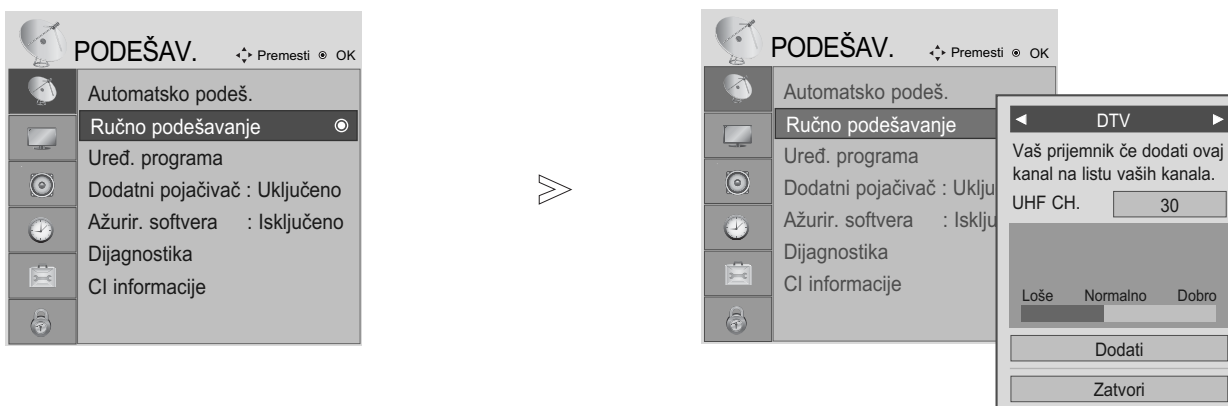 PODEŠAV. Premesti OK
Automatsko podeš.
Ručno podešavanje
Uređ. programa
Dodatni pojačivač : Uključeno
Ažurir. softvera : Isključeno
Dijagnostika
CI informacije
PODEŠAV. Premesti OK
Automatsko podeš.
Ručno podešavanje
Uređ. programa
Dodatni pojačivač : Uklju
Ažurir. softvera : Isklju
Dijagnostika
CI informacije
DTV
Vaš prijemnik če dodati ovaj
kanal na listu vaših kanala.
UHF CH. 30
Loše Normalno Dobro
Dodati
Zatvori